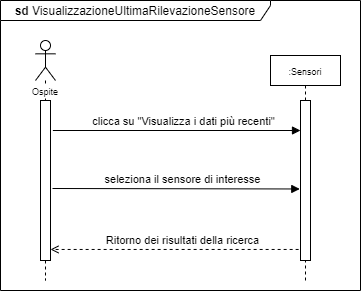 sd VisualizzazioneUltimaRilevazioneSensore
Ospite
:Sensori
clicca su "Visualizza i dati più recenti"
seleziona il sensore di interesse
Ritorno dei risultati della ricerca